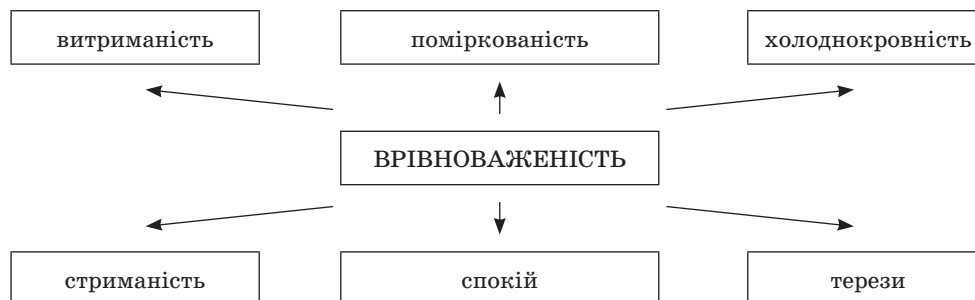 витриманість
поміркованість
холоднокровність
ВРІВНОВАЖЕНІСТЬ
стриманість
спокій
терези